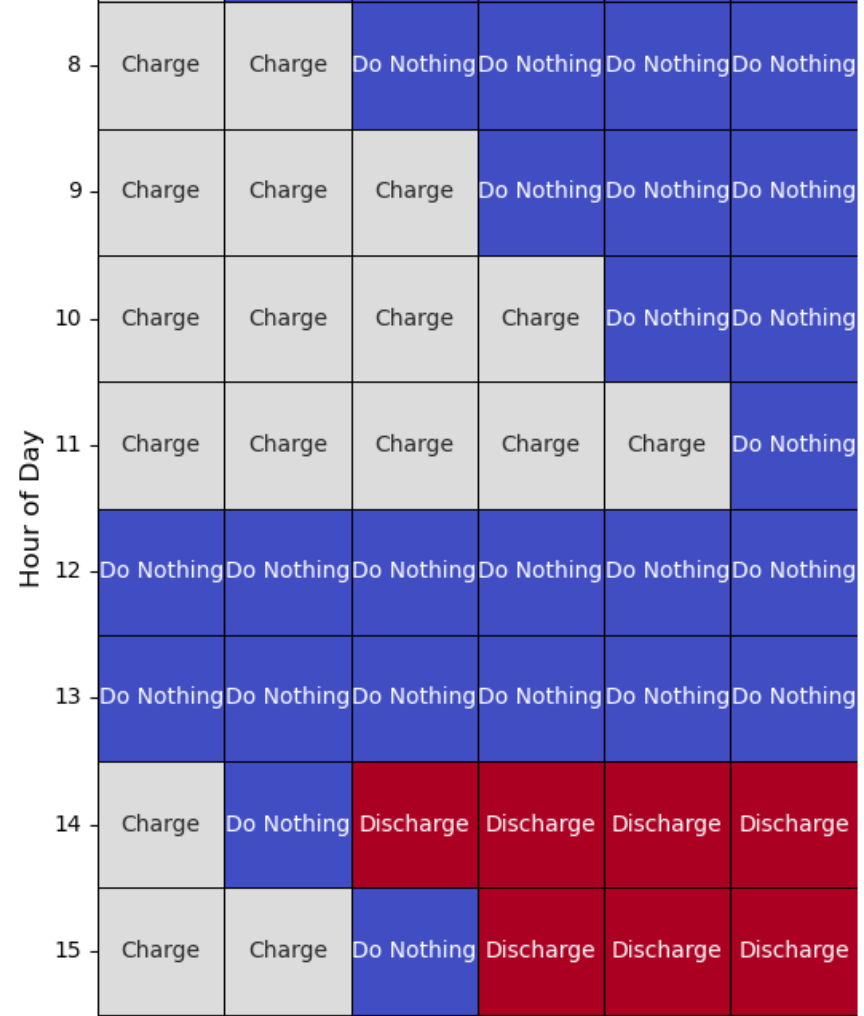 8 Charge Charge Do Nothing Do Nothing Do Nothing Do Nothing
9 Charge Charge Charge Do Nothing Do Nothing Do Nothing
10 Charge Charge Charge Charge Do Nothing Do Nothing
Hour of Day
11 Charge Charge Charge Charge Charge Do Nothing
12 Do Nothing Do Nothing Do Nothing Do Nothing Do Nothing Do Nothing
13 Do Nothing Do Nothing Do Nothing Do Nothing Do Nothing Do Nothing
14 Charge Do Nothing Discharge Discharge Discharge Discharge
15 Charge Charge Do Nothing Discharge Discharge Discharge